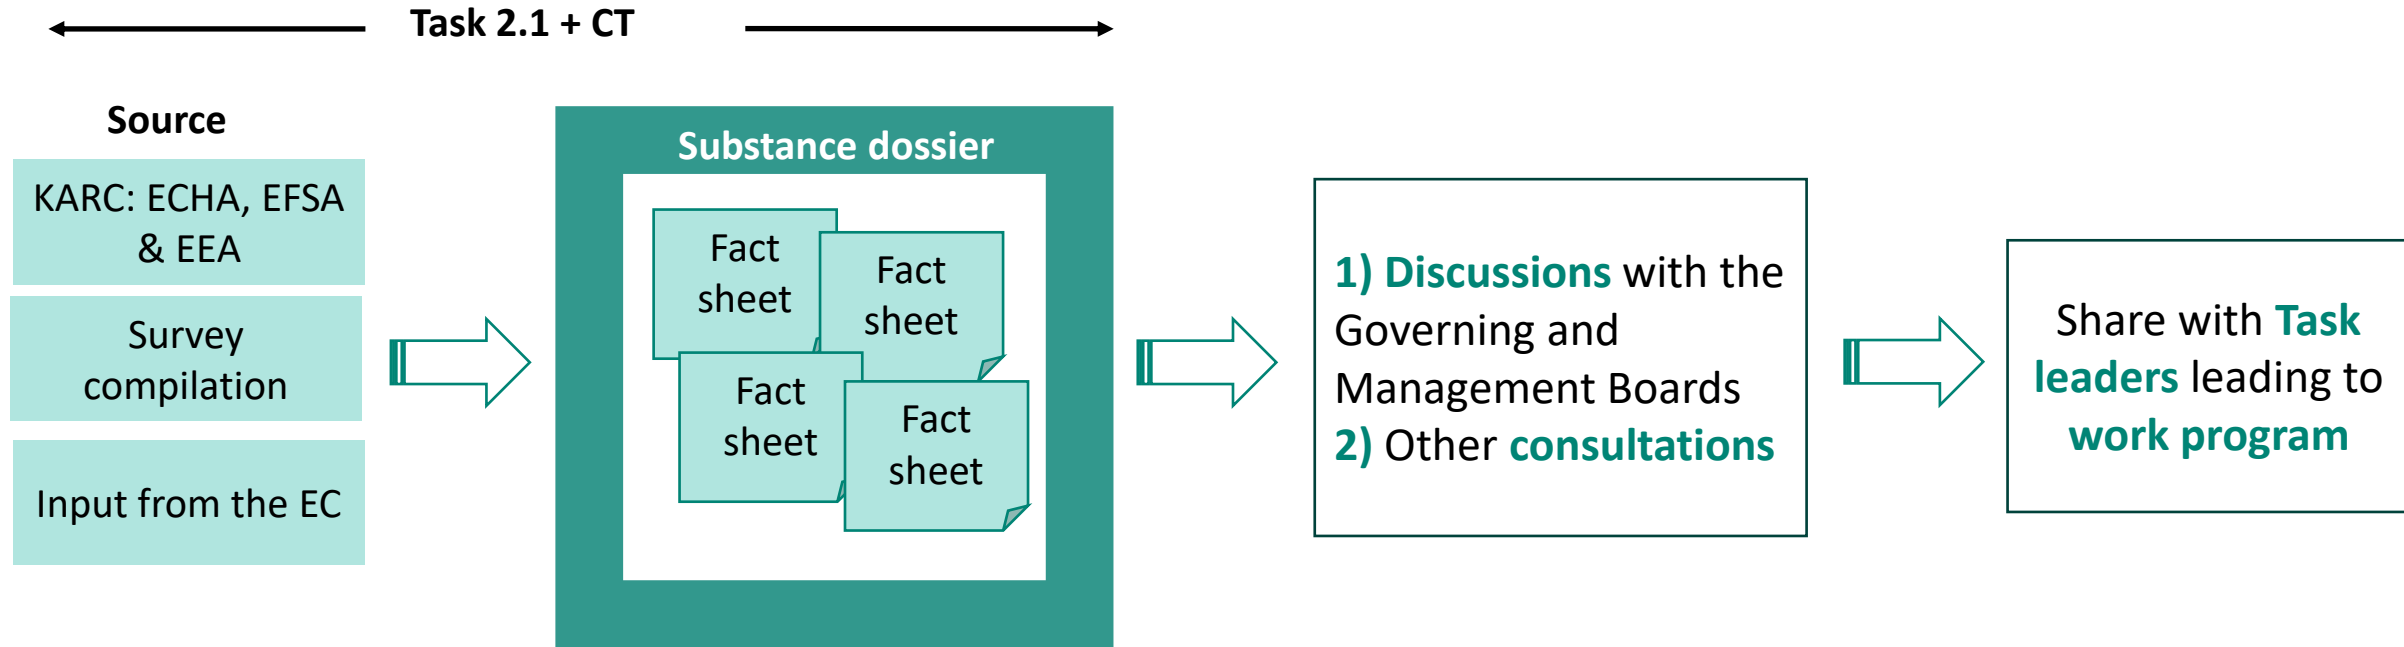 Task 2.1 + CT
Source
KARC: ECHA, EFSA
& EEA
Survey
compilation
Input from the EC
Substance dossier
Fact
sheet
Fact
sheet
Fact
sheet
Fact
sheet
1) Discussions with the
Governing and
Management Boards
2) Other consultations
Share with Task
leaders leading to
work program